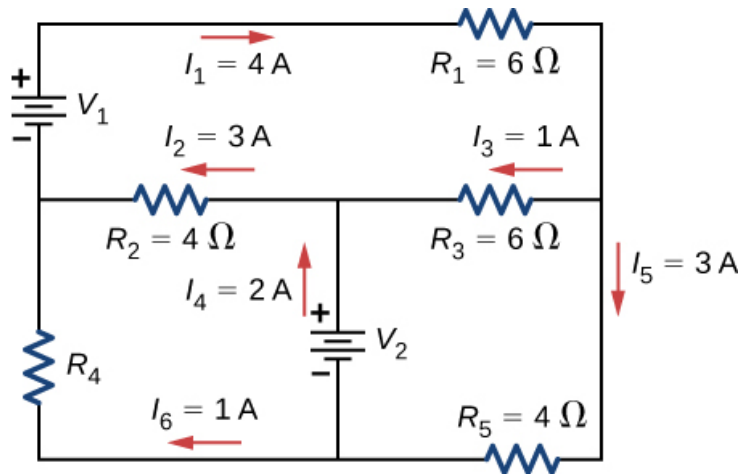 I₁ = 4 A
R₁ = 6 Ω
+
V₁
-
I₂ = 3 A
I₃ = 1 A
R₂ = 4 Ω
R₃ = 6 Ω
I₅ = 3 A
I₄ = 2 A
+
V₂
-
R₄
I₆ = 1 A
R₅ = 4 Ω